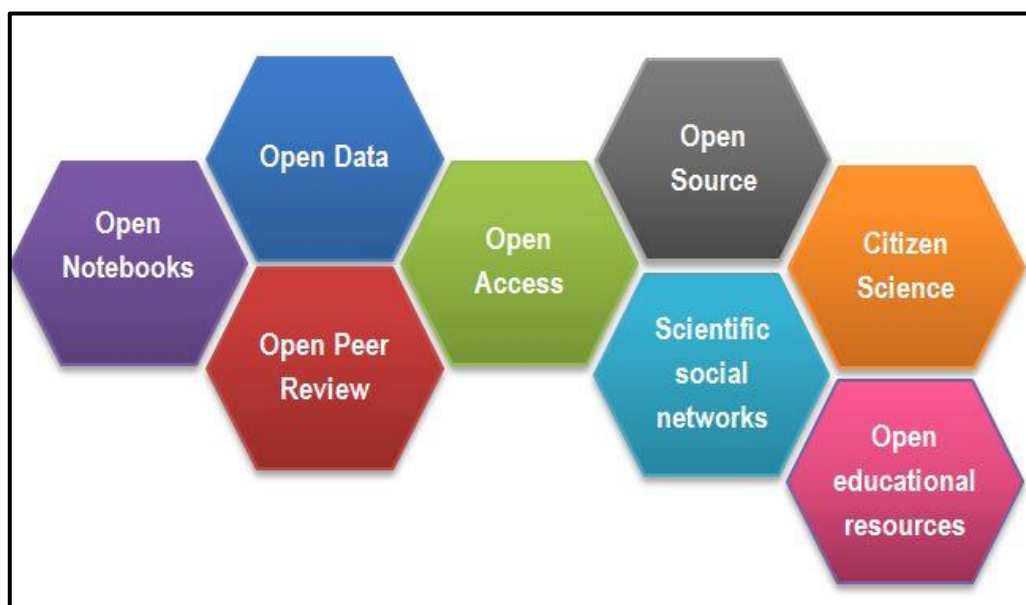 Open
Notebooks
Open Data
Open Peer
Review
Open
Access
Open
Source
Scientific
social
networks
Citizen
Science
Open
educational
resources